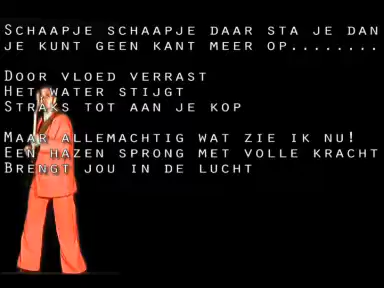 Schaapje schaapje daar sta je dan
je kunt geen kant meer op........
Door vloed verrast
Het water stijgt
Straks tot aan je kop
Maar allemachtig wat zie ik nu!
Een hazen sprong met volle kracht
Brengt jou in de lucht